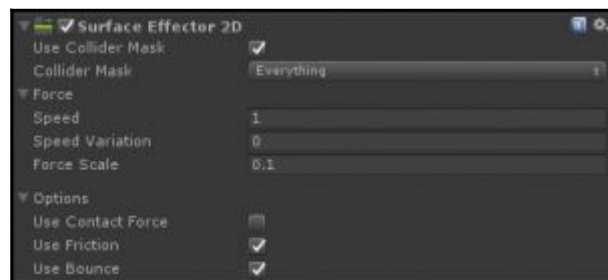 Surface Effector 2D
Use Collider Mask
Collider Mask Everything
Force
Speed 1
Speed Variation 0
Force Scale 0.1
Options
Use Contact Force
Use Friction
Use Bounce